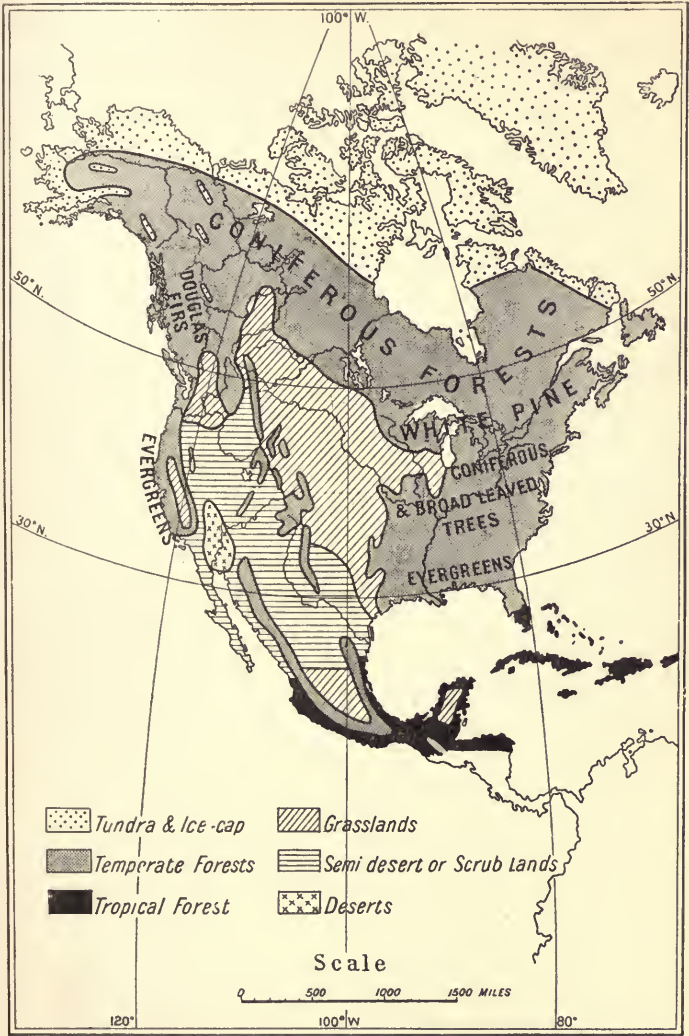 100° W.
50° N.
50° N.
CONIFEROUS FORESTS
DOUGLAS
FIRS
WHITE PINE
EVERGREENS
CONIFEROUS
& BROAD LEAVED
TREES
30° N.
30° N.
EVERGREENS
Tundra & Ice-cap
Grasslands
Temperate Forests
Semi desert or Scrub Lands
Tropical Forest
Deserts
Scale
0 500 1000 1500 MILES
120° 100° W 80°